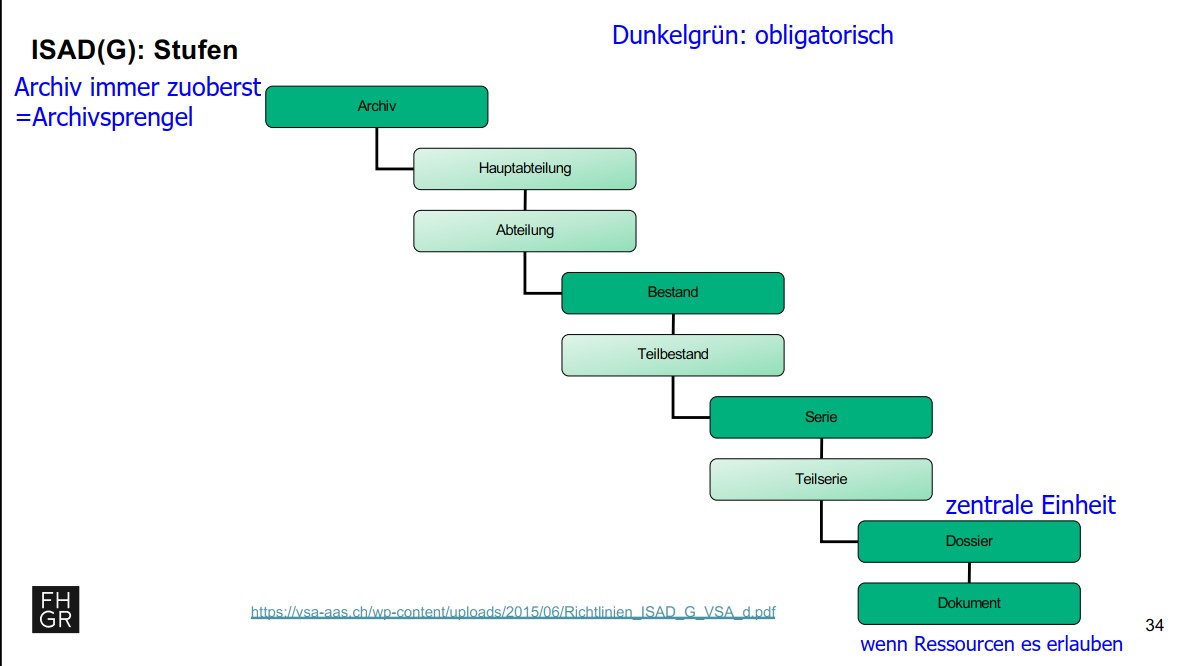 Dunkelgrün: obligatorisch
ISAD(G): Stufen
Archiv immer zuoberst
=Archivsprengel
Archiv
Hauptabteilung
Abteilung
Bestand
Teilbestand
Serie
Teilserie
zentrale Einheit
Dossier
Dokument
FH
GR
https://vsa-aas.ch/wp-content/uploads/2015/06/Richtlinien_ISAD_G_VSA_d.pdf
34
wenn Ressourcen es erlauben